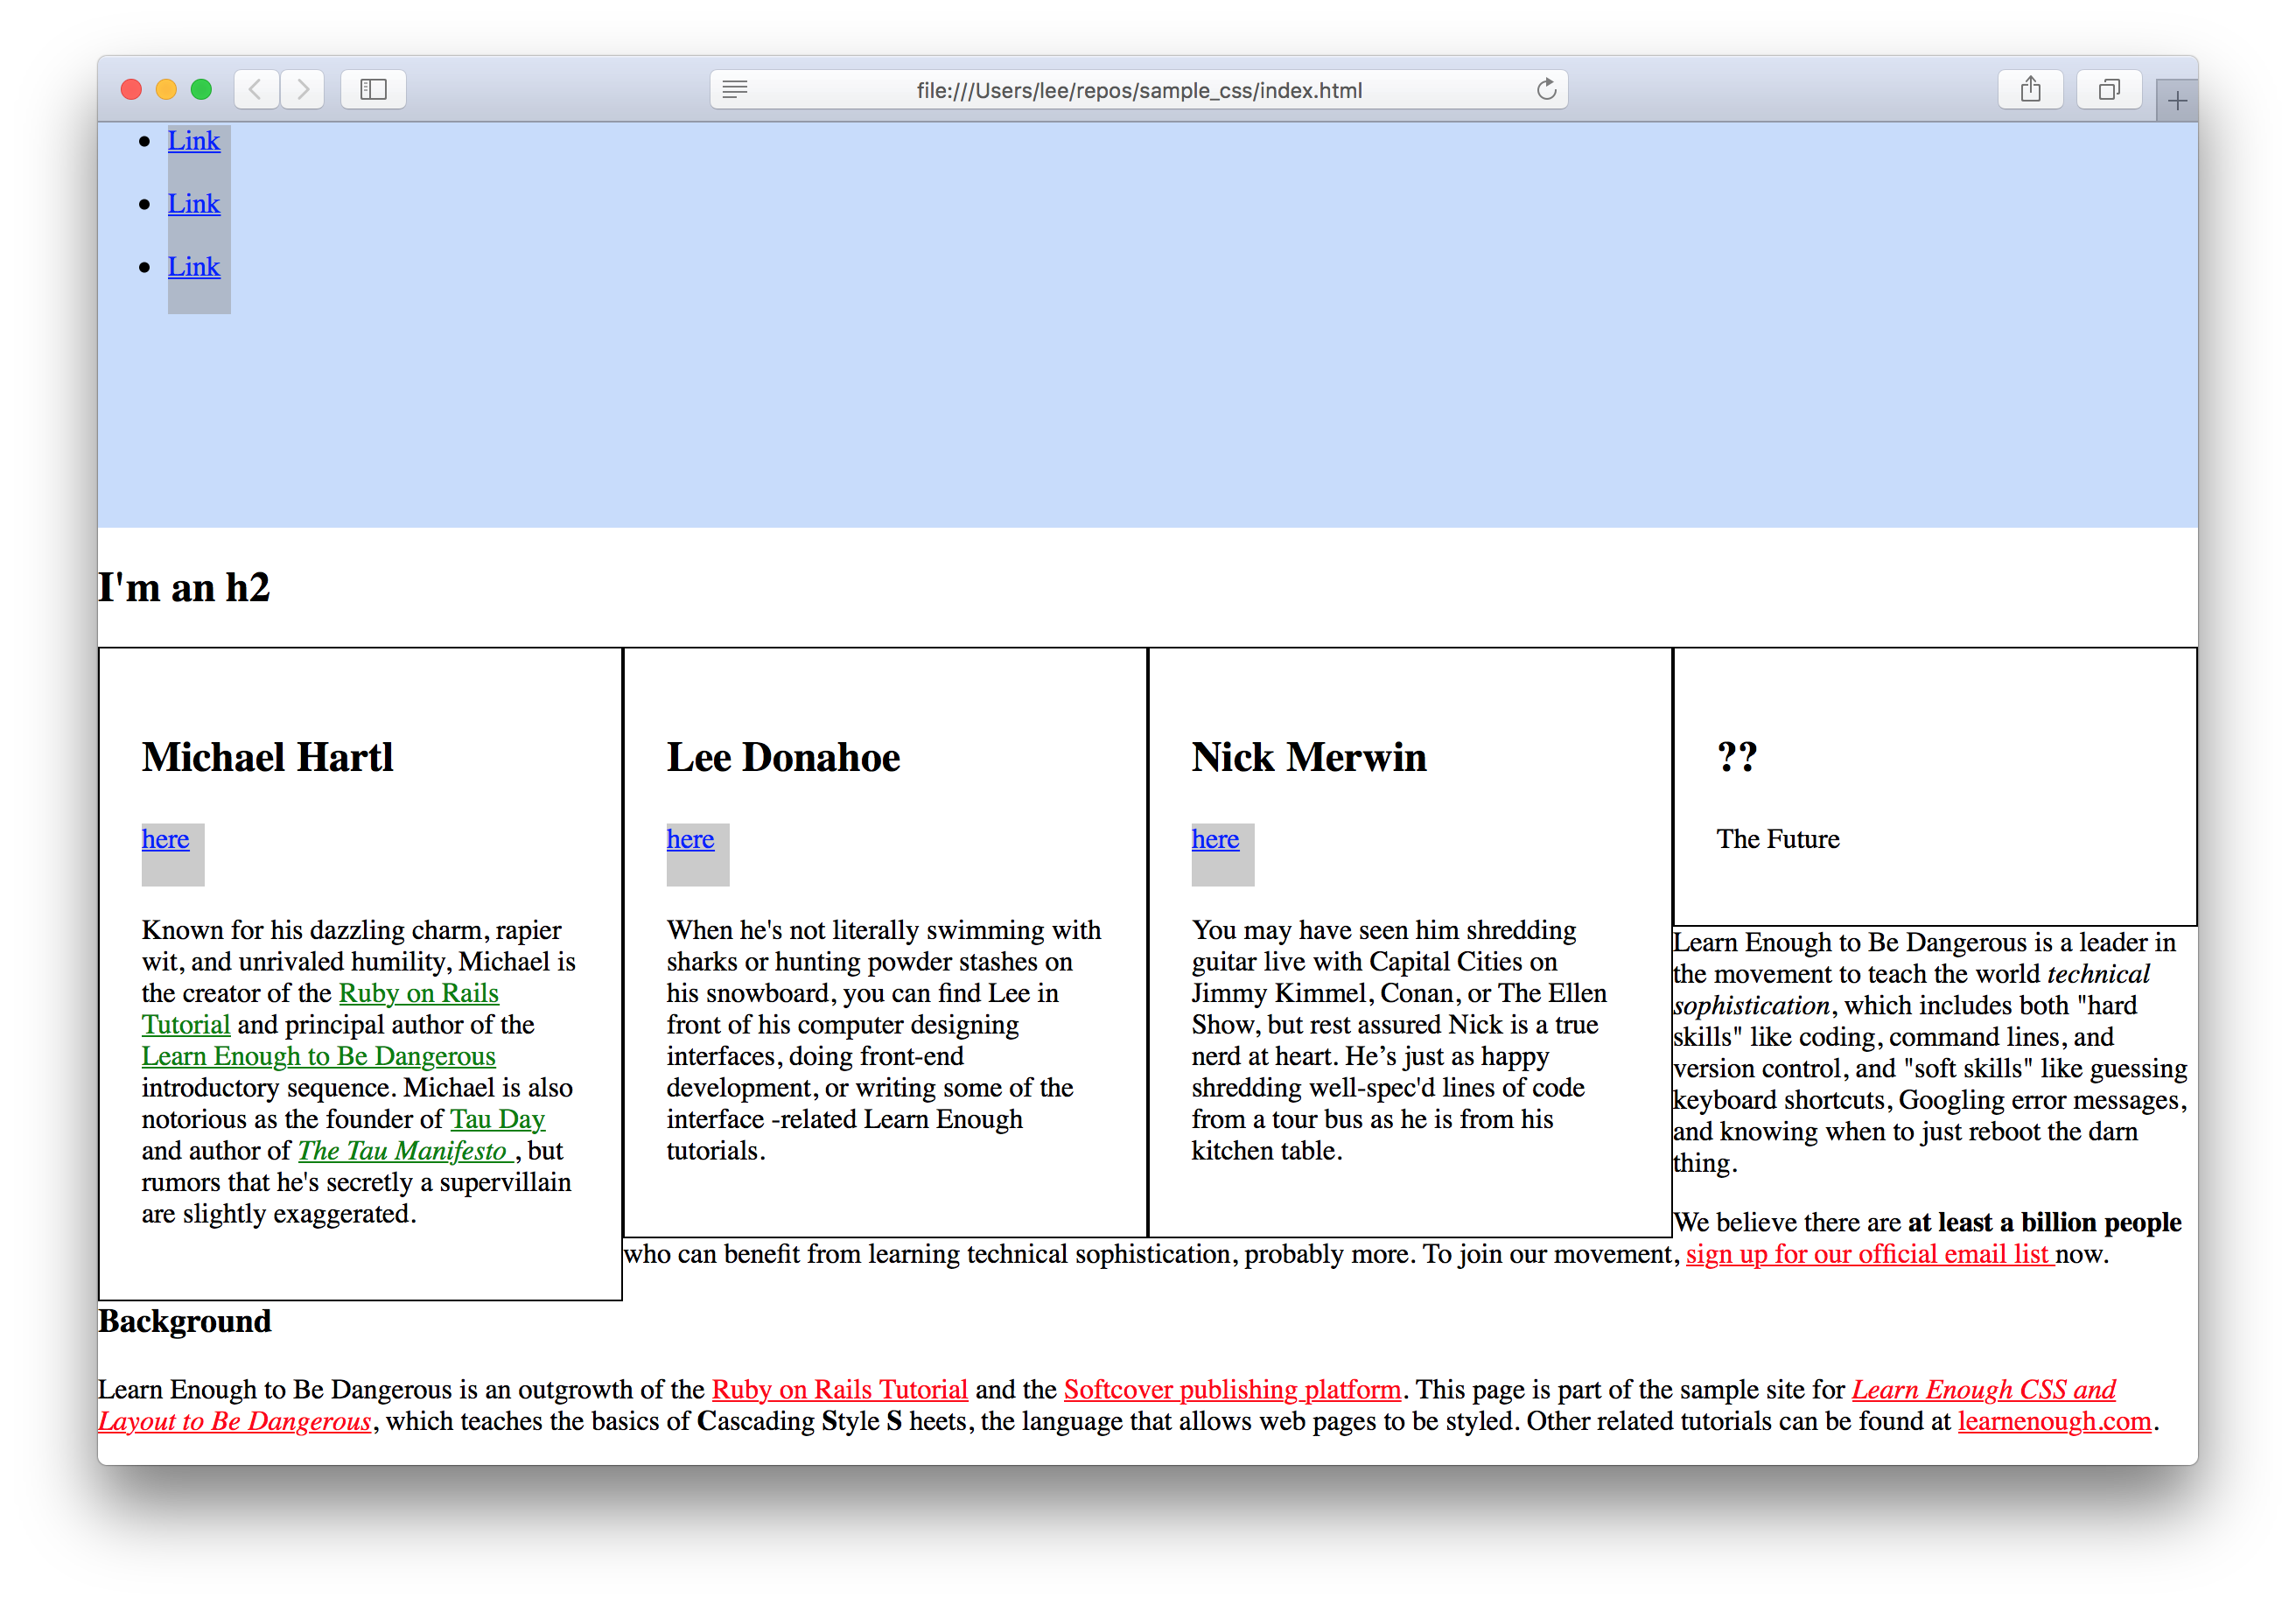 file:///Users/lee/repos/sample_css/index.html
Link
Link
Link
I'm an h2
Michael Hartl
here
Known for his dazzling charm, rapier
wit, and unrivaled humility, Michael is
the creator of the Ruby on Rails
Tutorial and principal author of the
Learn Enough to Be Dangerous
introductory sequence. Michael is also
notorious as the founder of Tau Day
and author of The Tau Manifesto , but
rumors that he's secretly a supervillain
are slightly exaggerated.
Lee Donahoe
here
When he's not literally swimming with
sharks or hunting powder stashes on
his snowboard, you can find Lee in
front of his computer designing
interfaces, doing front-end
development, or writing some of the
interface -related Learn Enough
tutorials.
Nick Merwin
here
You may have seen him shredding
guitar live with Capital Cities on
Jimmy Kimmel, Conan, or The Ellen
Show, but rest assured Nick is a true
nerd at heart. He’s just as happy
shredding well-spec'd lines of code
from a tour bus as he is from his
kitchen table.
??
The Future
Learn Enough to Be Dangerous is a leader in
the movement to teach the world technical
sophistication, which includes both "hard
skills" like coding, command lines, and
version control, and "soft skills" like guessing
keyboard shortcuts, Googling error messages,
and knowing when to just reboot the darn
thing.
We believe there are at least a billion people
who can benefit from learning technical sophistication, probably more. To join our movement, sign up for our official email list now.
Background
Learn Enough to Be Dangerous is an outgrowth of the Ruby on Rails Tutorial and the Softcover publishing platform. This page is part of the sample site for Learn Enough CSS and
Layout to Be Dangerous, which teaches the basics of Cascading Style S heets, the language that allows web pages to be styled. Other related tutorials can be found at learnenough.com.